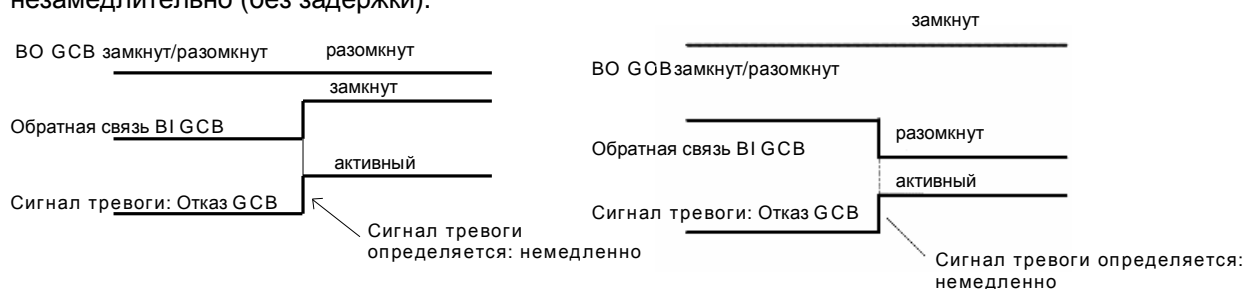 незамедлительно (без задержки).
BO GCB замкнут/разомкнут
разомкнут
замкнут
Обратная связь BI GCB
активный
Сигнал тревоги: Отказ GCB
Сигнал тревоги
определяется: немедленно
замкнут
BO GCBзамкнут/разомкнут
разомкнут
Обратная связь BI GCB
активный
Сигнал тревоги: Отказ GCB
Сигнал тревоги определяется:
немедленно